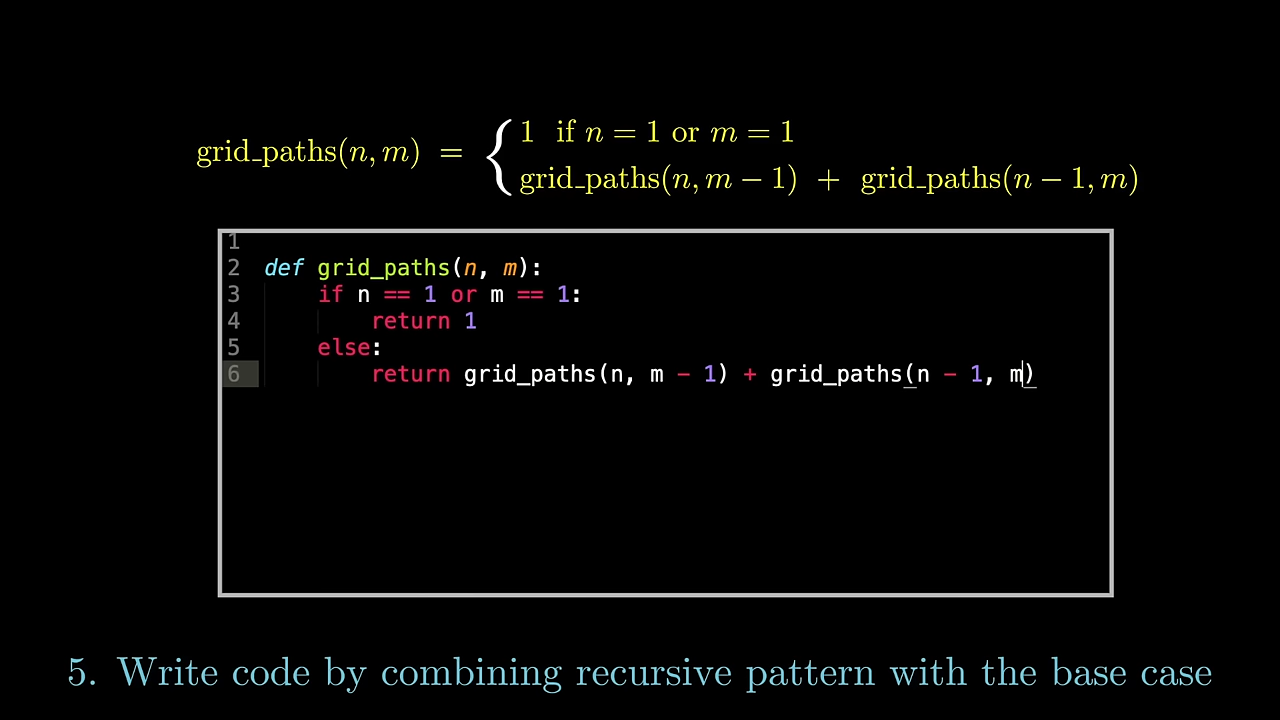 grid_paths(n, m) = { 1 if n = 1 or m = 1
grid_paths(n, m − 1) + grid_paths(n − 1, m)
1
2 def grid_paths(n, m):
3 if n == 1 or m == 1:
4 return 1
5 else:
6 return grid_paths(n, m - 1) + grid_paths(n - 1, m)
5. Write code by combining recursive pattern with the base case